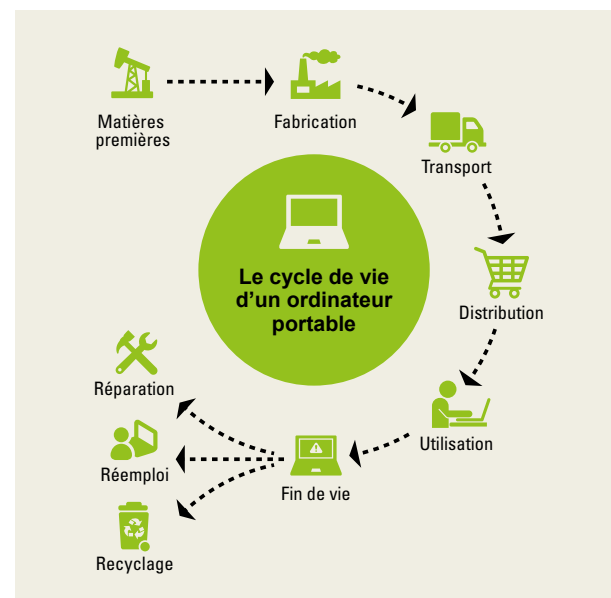 Matières
premières
Fabrication
Transport
Le cycle de vie
d'un ordinateur
portable
Distribution
Utilisation
Fin de vie
Réparation
Réemploi
Recyclage